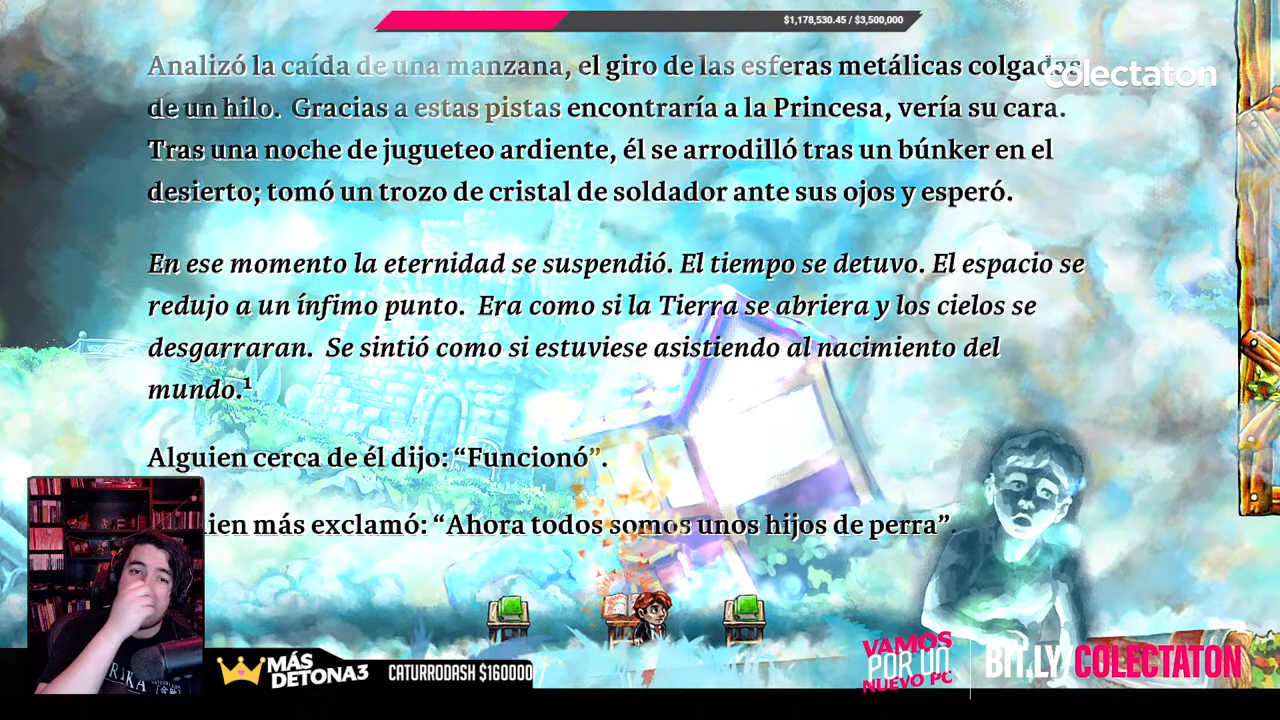 $1,178,530.45 / $3,500,000
colectaton
Analizó la caída de una manzana, el giro de las esferas metálicas colgadas
de un hilo. Gracias a estas pistas encontraría a la Princesa, vería su cara.
Tras una noche de jugueteo ardiente, él se arrodilló tras un búnker en el
desierto; tomó un trozo de cristal de soldador ante sus ojos y esperó.
En ese momento la eternidad se suspendió. El tiempo se detuvo. El espacio se
redujo a un ínfimo punto. Era como si la Tierra se abriera y los cielos se
desgarraran. Se sintió como si estuviese asistiendo al nacimiento del
mundo.¹
Alguien cerca de él dijo: “Funcionó”.
ien más exclamó: “Ahora todos somos unos hijos de perra”.
MÁS
DETONA3
CATURRODASH $160000
VAMOS
POR UN
NUEVO PC
BIT.LY/COLECTATON